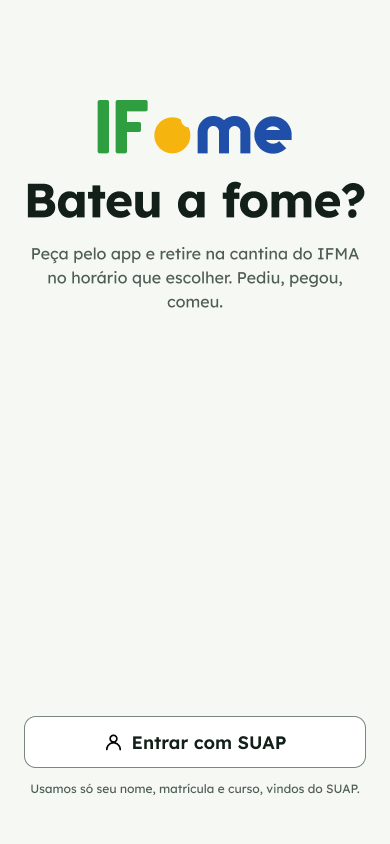 IFome
Bateu a fome?
Peça pelo app e retire na cantina do IFMA
no horário que escolher. Pediu, pegou,
comeu.
Entrar com SUAP
Usamos só seu nome, matrícula e curso, vindos do SUAP.